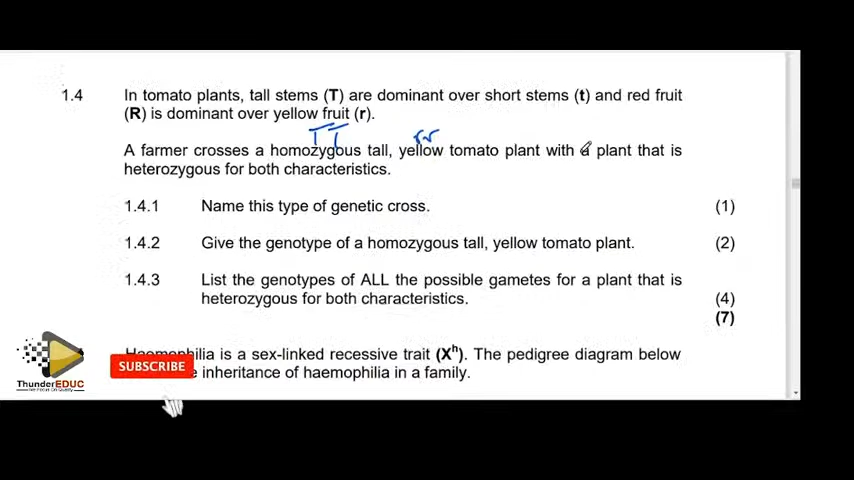 1.4 In tomato plants, tall stems (T) are dominant over short stems (t) and red fruit
(R) is dominant over yellow fruit (r).
TT rr
A farmer crosses a homozygous tall, yellow tomato plant with a plant that is
heterozygous for both characteristics.
1.4.1 Name this type of genetic cross. (1)
1.4.2 Give the genotype of a homozygous tall, yellow tomato plant. (2)
1.4.3 List the genotypes of ALL the possible gametes for a plant that is
heterozygous for both characteristics. (4)
(7)
Haemophilia is a sex-linked recessive trait (Xʰ). The pedigree diagram below
SUBSCRIBE
inheritance of haemophilia in a family.
ThunderEDUC